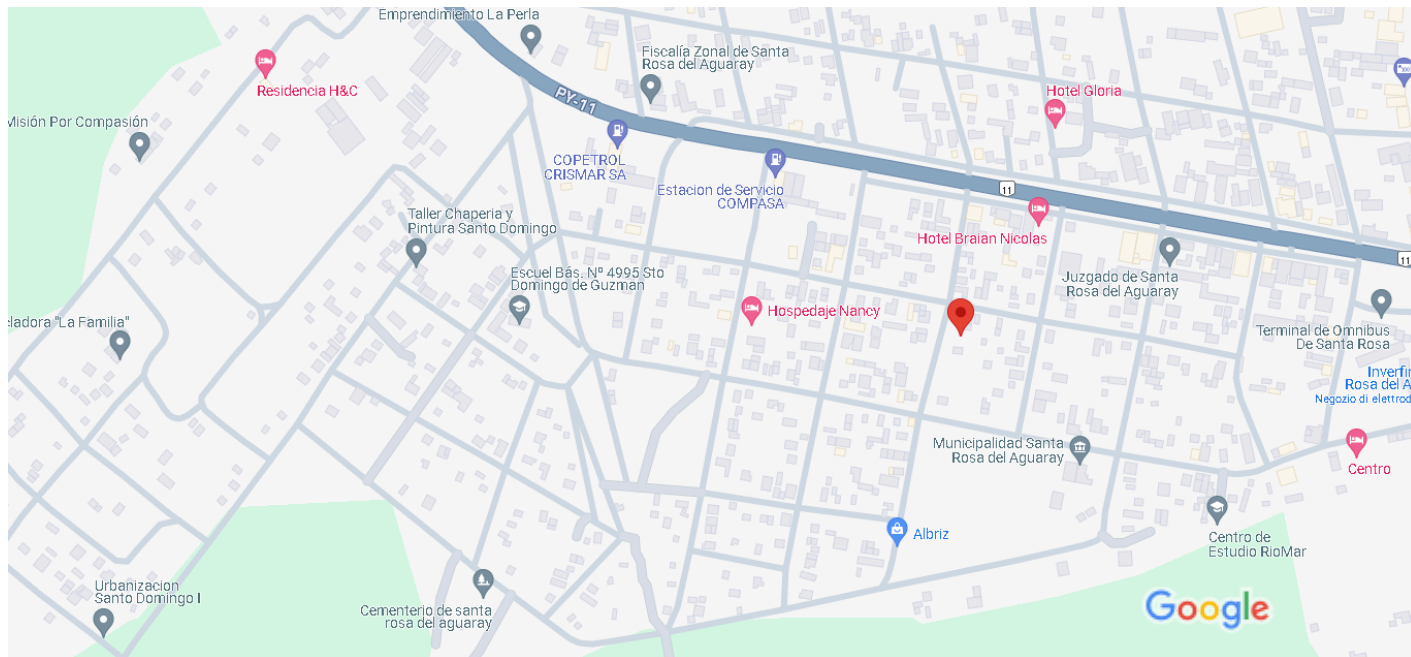 Emprendimiento La Perla
Residencia H&C
Fiscalía Zonal de Santa
Rosa del Aguaray
Hotel Gloria
PY-11
Misión Por Compasión
COPETROL
CRISMAR SA
Estacion de Servicio
COMPASA
11
Hotel Braian Nicolas
Taller Chaperia y
Pintura Santo Domingo
11
Escuel Bás. Nº 4995 Sto
Domingo de Guzman
Juzgado de Santa
Rosa del Aguaray
Hospedaje Nancy
cladora "La Familia"
Terminal de Omnibus
De Santa Rosa
Inverfin
Rosa del A
Negozio di elettrod
Municipalidad Santa
Rosa del Aguaray
Centro
Albriz
Centro de
Estudio RioMar
Urbanizacion
Santo Domingo I
Cementerio de santa
rosa del aguaray
Google